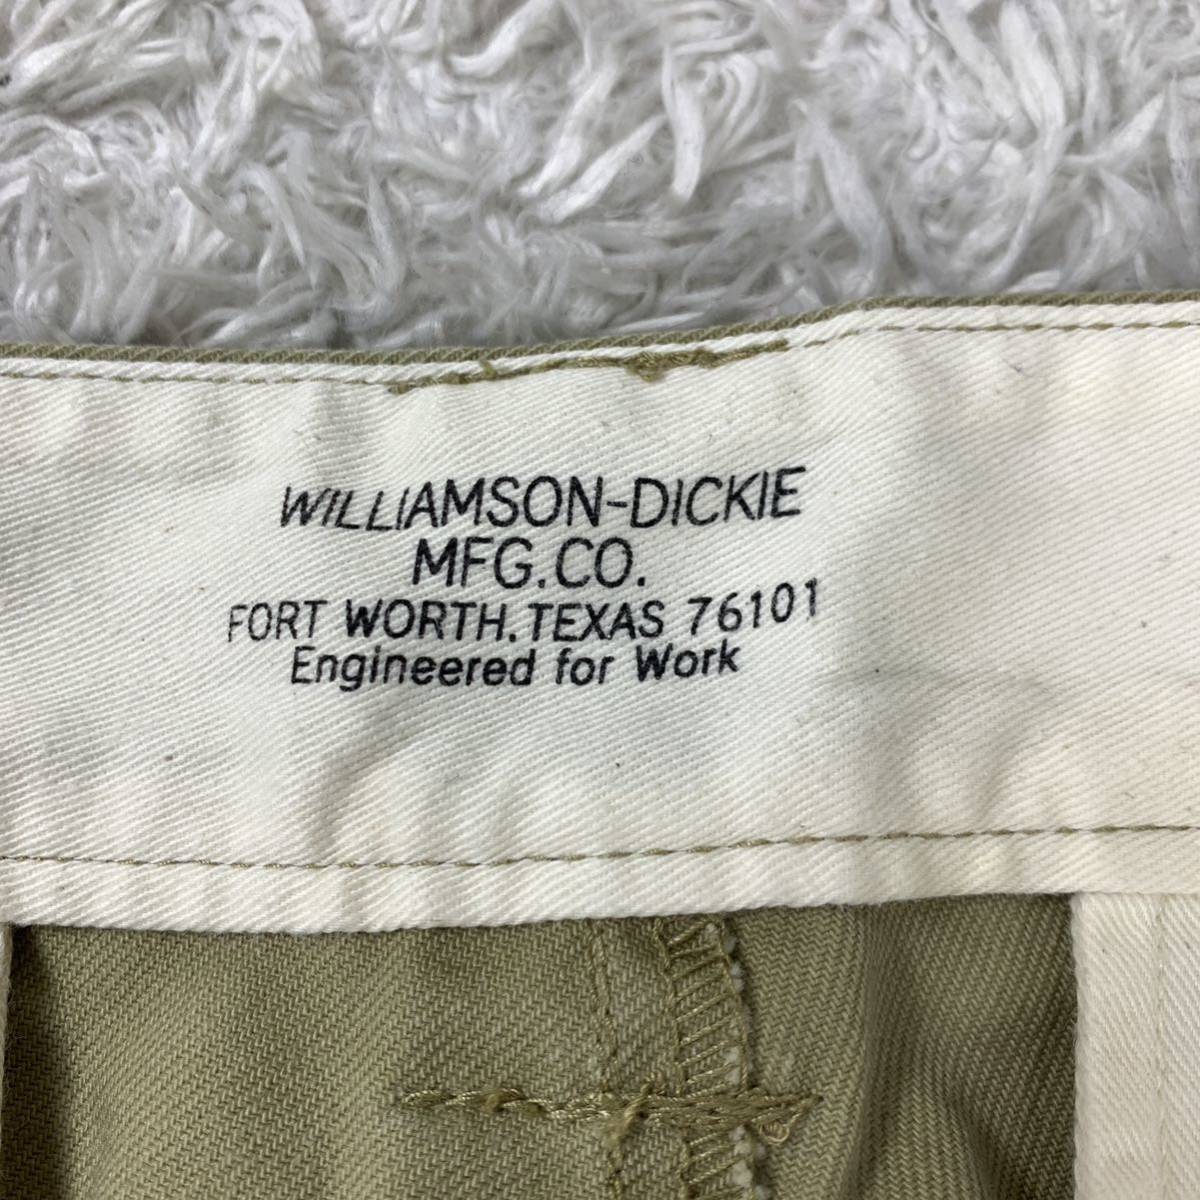 WILLIAMSON-DICKIE
MFG.CO.
FORT WORTH.TEXAS 76101
Engineered for Work